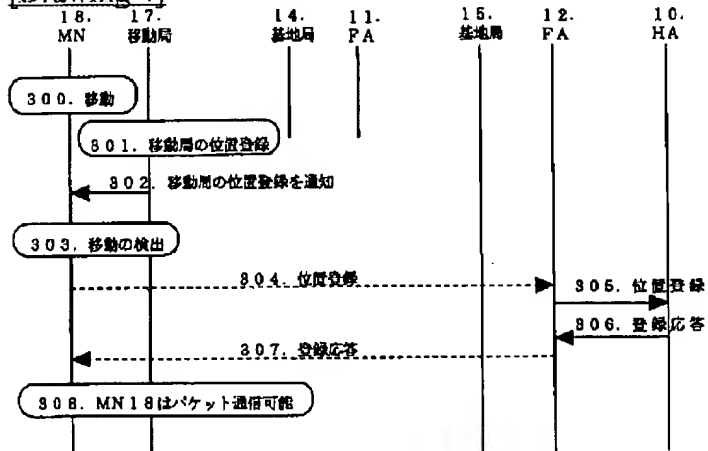 18. 17. 14. 11. 15. 12. 10.
MN 移動局 基地局 FA 基地局 FA HA
300. 移動
301. 移動局の位置登録
302. 移動局の位置登録を通知
303. 移動の検出
304. 位置登録
305. 位置登録
306. 登録応答
307. 登録応答
308. MN18はパケット通信可能